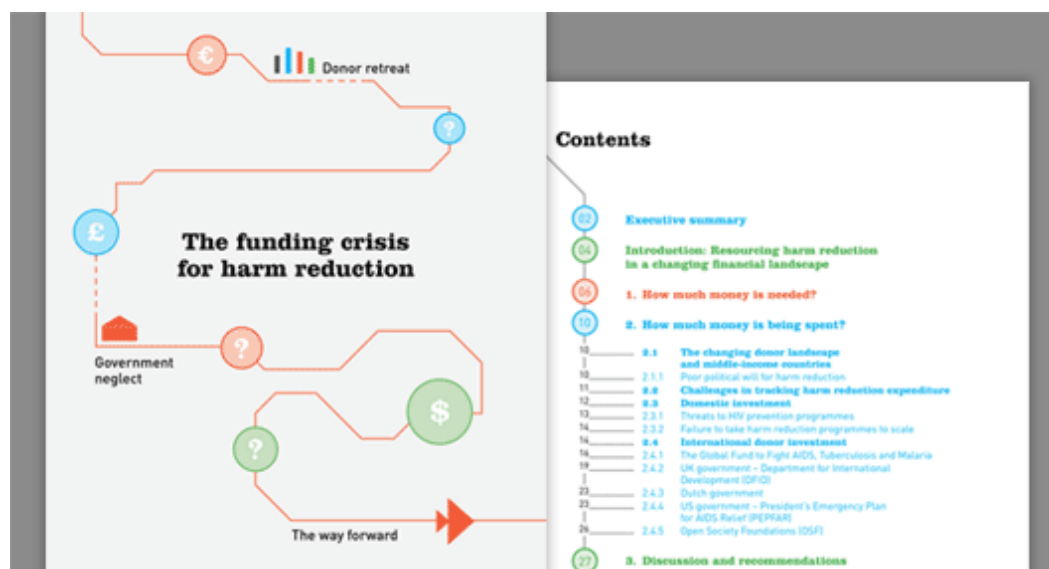 €
Donor retreat
?
£
The funding crisis
for harm reduction
Government
neglect
?
$
?
The way forward
Contents
02 Executive summary
04 Introduction: Resourcing harm reduction
in a changing financial landscape
06 1. How much money is needed?
10 2. How much money is being spent?
10 2.1 The changing donor landscape
and middle-income countries
10 2.1.1 Poor political will for harm reduction
11 2.2 Challenges in tracking harm reduction expenditure
12 2.3 Domestic investment
13 2.3.1 Threats to HIV prevention programmes
14 2.3.2 Failure to take harm reduction programmes to scale
14 2.4 International donor investment
16 2.4.1 The Global Fund to Fight AIDS, Tuberculosis and Malaria
19 2.4.2 UK government – Department for International
Development (DFID)
23 2.4.3 Dutch government
23 2.4.4 US government – President's Emergency Plan
for AIDS Relief (PEPFAR)
26 2.4.5 Open Society Foundations (OSF)
27 3. Discussion and recommendations